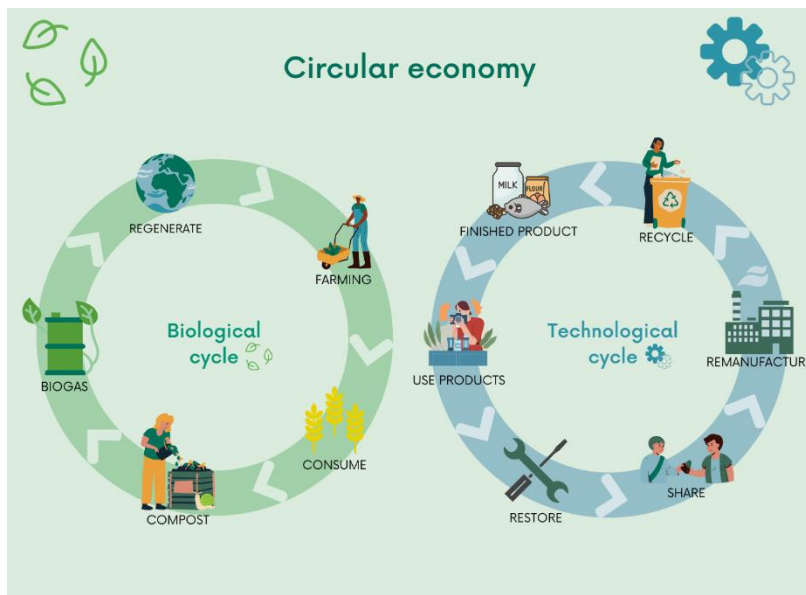 Circular economy
REGENERATE
FARMING
Biological
cycle
BIOGAS
CONSUME
COMPOST
MILK
FLOUR
FINISHED PRODUCT
RECYCLE
USE PRODUCTS
Technological
cycle
REMANUFACTUR
RESTORE
SHARE